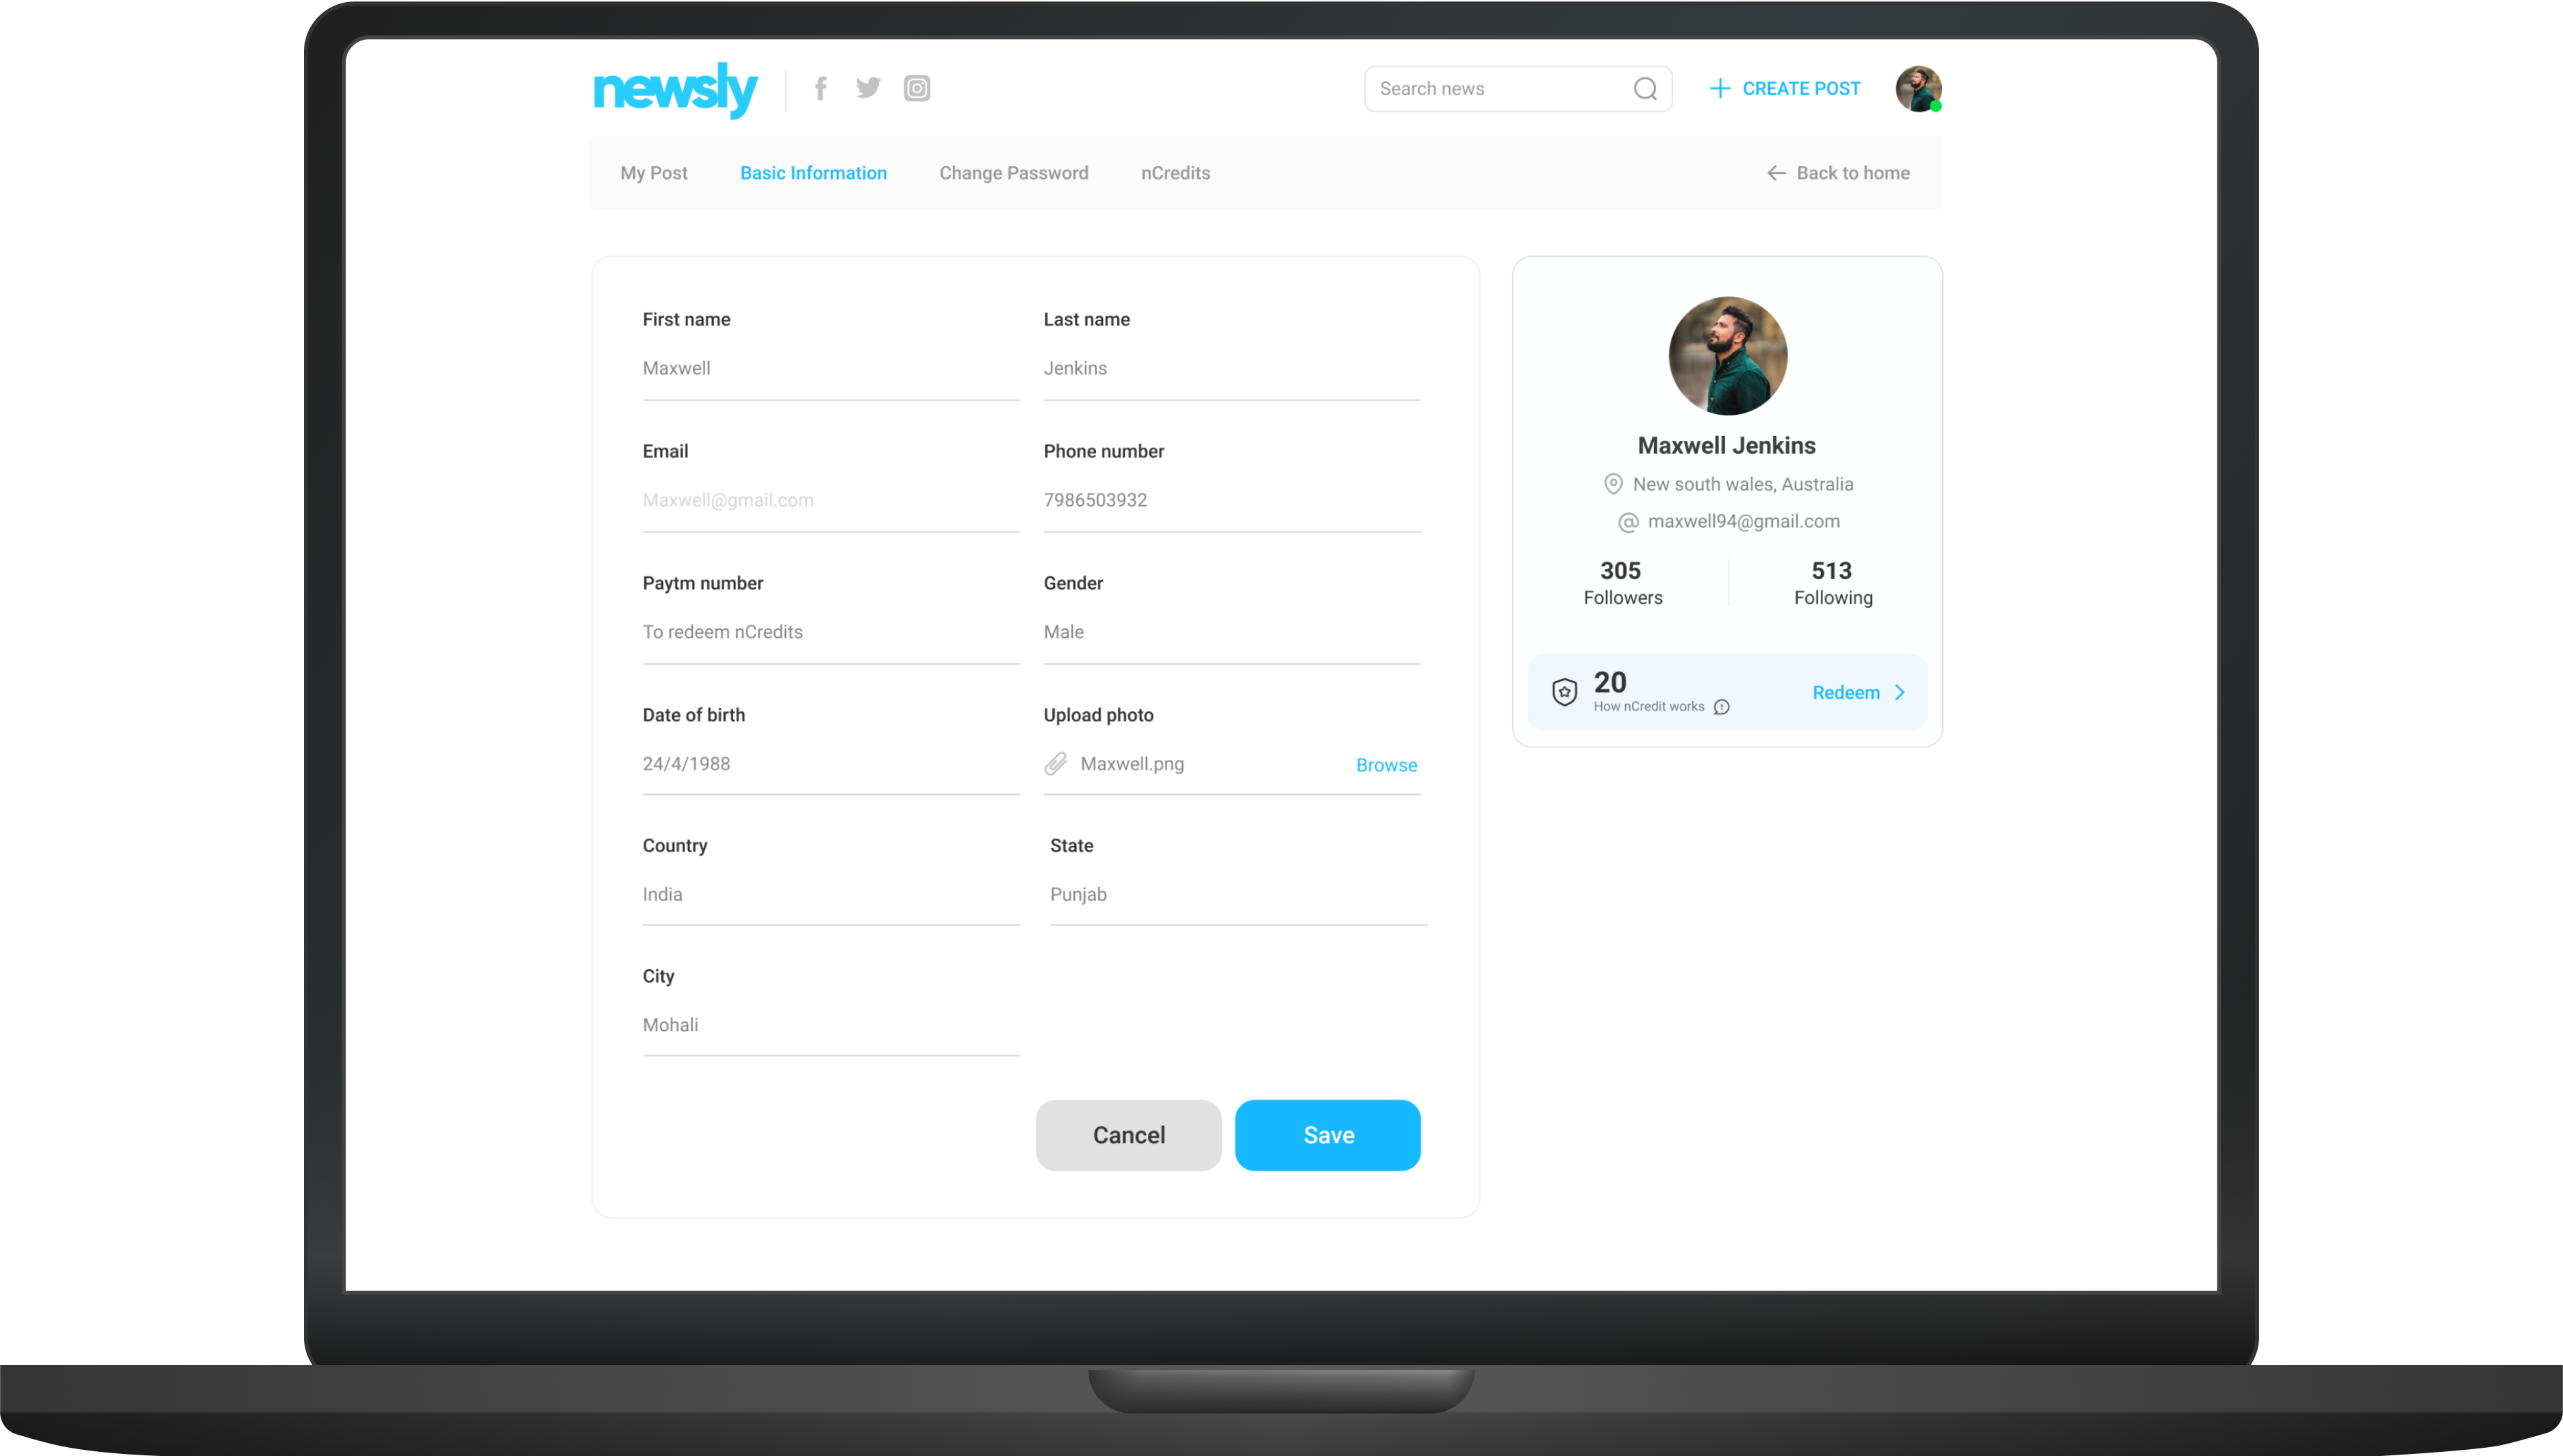 newsly
Search news
CREATE POST
My Post
Basic Information
Change Password
nCredits
Back to home
First name
Last name
Maxwell
Jenkins
Email
Phone number
Maxwell@gmail.com
7986503932
Paytm number
Gender
To redeem nCredits
Male
Date of birth
Upload photo
24/4/1988
Maxwell.png
Browse
Country
State
India
Punjab
City
Mohali
Cancel
Save
Maxwell Jenkins
New south wales, Australia
maxwell94@gmail.com
305
513
Followers
Following
20
How nCredit works
Redeem